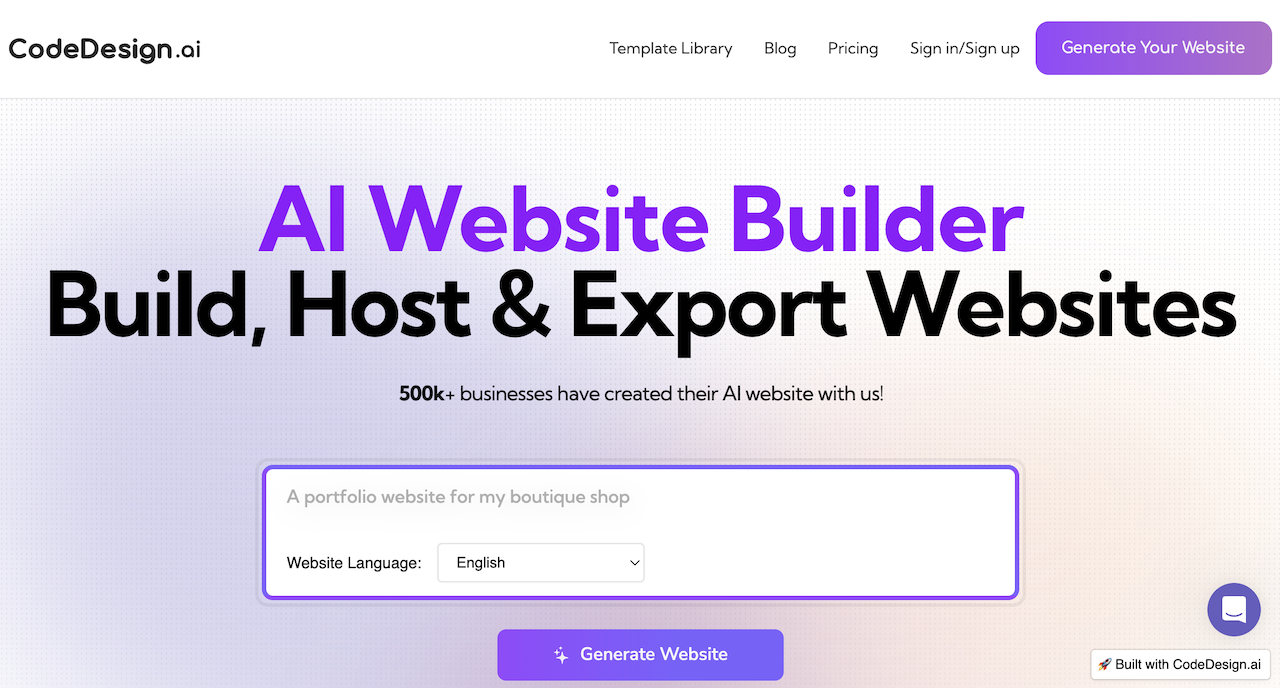 CodeDesign.ai
Template Library
Blog
Pricing
Sign in/Sign up
Generate Your Website
AI Website Builder
Build, Host & Export Websites
500k+ businesses have created their AI website with us!
A portfolio website for my boutique shop
Website Language:
English
Generate Website
🚀 Built with CodeDesign.ai